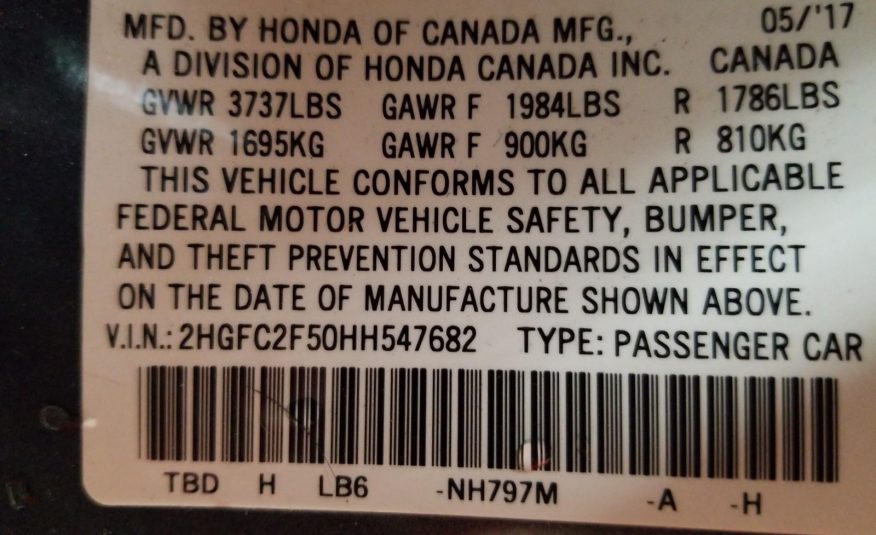 MFD. BY HONDA OF CANADA MFG., 05/'17
A DIVISION OF HONDA CANADA INC. CANADA
GVWR 3737LBS GAWR F 1984LBS R 1786LBS
GVWR 1695KG GAWR F 900KG R 810KG
THIS VEHICLE CONFORMS TO ALL APPLICABLE
FEDERAL MOTOR VEHICLE SAFETY, BUMPER,
AND THEFT PREVENTION STANDARDS IN EFFECT
ON THE DATE OF MANUFACTURE SHOWN ABOVE.
V.I.N.: 2HGFC2F50HH547682 TYPE: PASSENGER CAR
TBD H LB6 -NH797M -A -H